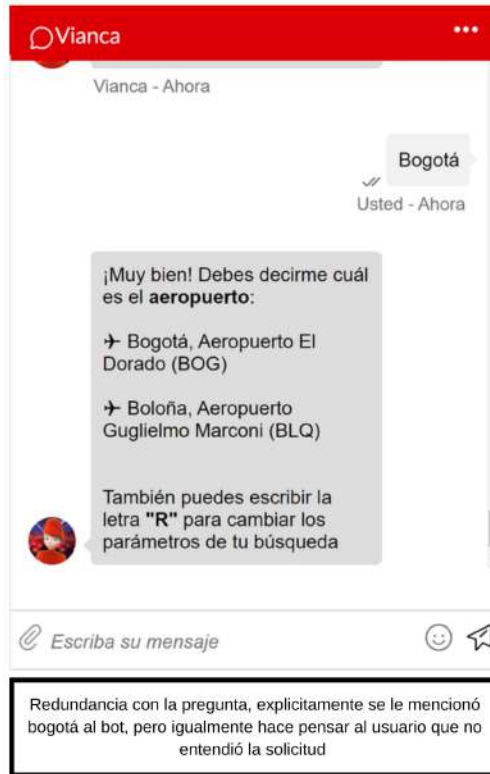 Vianca
Vianca - Ahora
Bogotá
Usted - Ahora
¡Muy bien! Debes decirme cuál
es el aeropuerto:
✈ Bogotá, Aeropuerto El
Dorado (BOG)
✈ Boloña, Aeropuerto
Guglielmo Marconi (BLQ)
También puedes escribir la
letra "R" para cambiar los
parámetros de tu búsqueda
Escriba su mensaje
Redundancia con la pregunta, explicitamente se le mencionó
bogotá al bot, pero igualmente hace pensar al usuario que no
entendió la solicitud